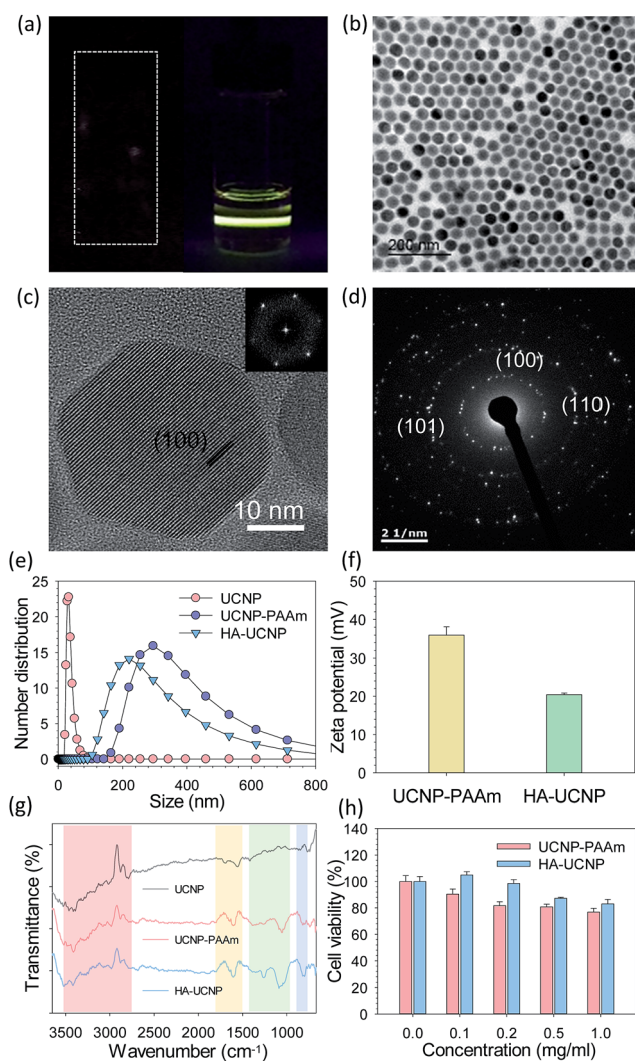 (a)
(b)
200 nm
(c)
(100)
10 nm
(d)
(100)
(110)
(101)
2 1/nm
(e)
Number distribution
25
20
15
10
5
0
UCNP
UCNP-PAAm
HA-UCNP
0 200 400 600 800
Size (nm)
(f)
Zeta potential (mV)
50
40
30
20
10
0
UCNP-PAAm HA-UCNP
(g)
Transmittance (%)
UCNP
UCNP-PAAm
HA-UCNP
3500 3000 2500 2000 1500 1000
Wavenumber (cm-1)
(h)
Cell viability (%)
140
120
100
80
60
40
20
0
UCNP-PAAm
HA-UCNP
0.0 0.1 0.2 0.5 1.0
Concentration (mg/ml)